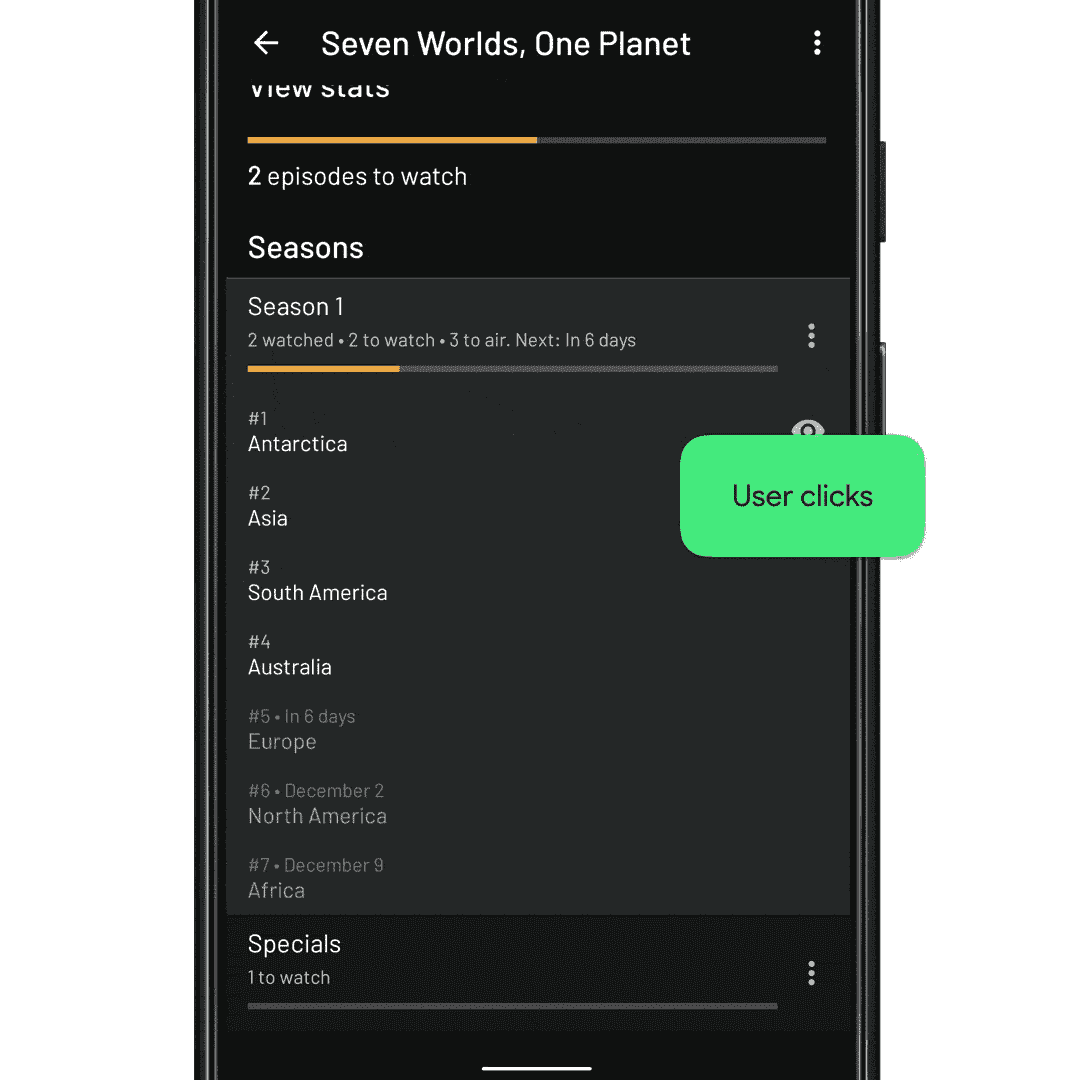 Seven Worlds, One Planet
View stats
2 episodes to watch
Seasons
Season 1
2 watched • 2 to watch • 3 to air. Next: In 6 days
#1
Antarctica
User clicks
#2
Asia
#3
South America
#4
Australia
#5 • In 6 days
Europe
#6 • December 2
North America
#7 • December 9
Africa
Specials
1 to watch